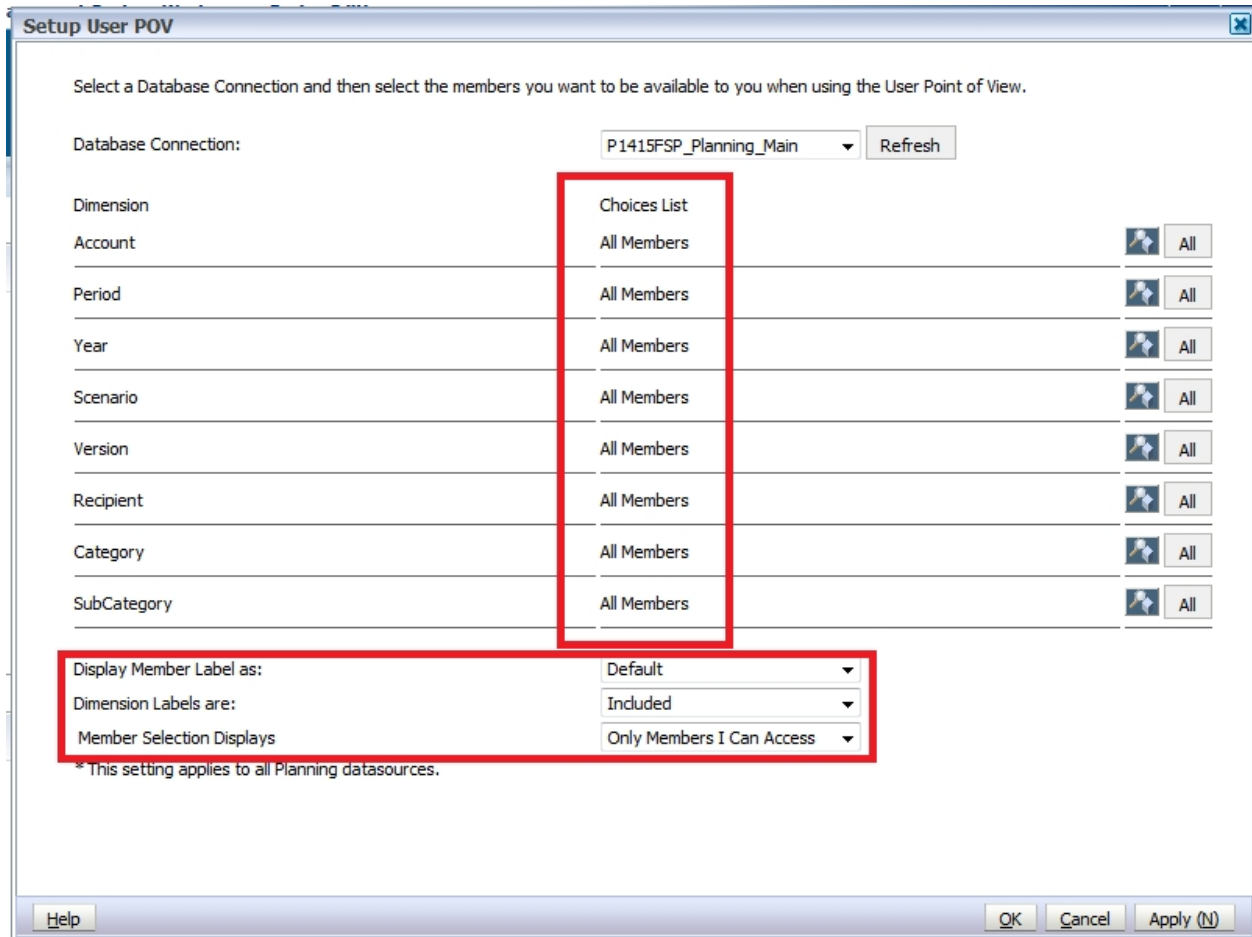 Setup User POV
Select a Database Connection and then select the members you want to be available to you when using the User Point of View.
Database Connection: P1415FSP_Planning_Main Refresh
Dimension Choices List
Account All Members All
Period All Members All
Year All Members All
Scenario All Members All
Version All Members All
Recipient All Members All
Category All Members All
SubCategory All Members All
Display Member Label as: Default
Dimension Labels are: Included
Member Selection Displays Only Members I Can Access
* This setting applies to all Planning datasources.
Help OK Cancel Apply (N)